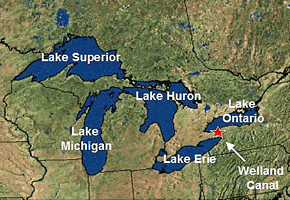 Lake Superior
Lake Huron
Lake
Ontario
Lake
Michigan
Lake Erie
Welland
Canal